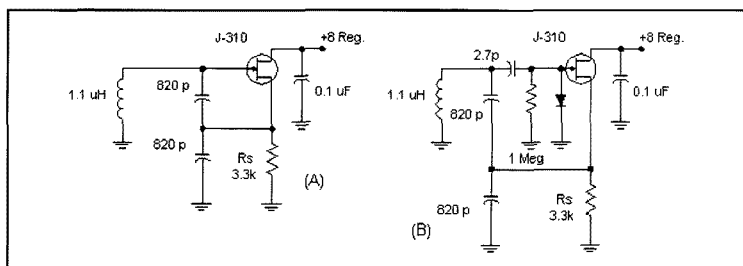 J-310
+8 Reg.
820 p
1.1 uH
0.1 uF
820 p
Rs
3.3k
(A)
J-310
+8 Reg.
2.7p
1.1 uH
820 p
0.1 uF
1 Meg
820 p
Rs
3.3k
(B)